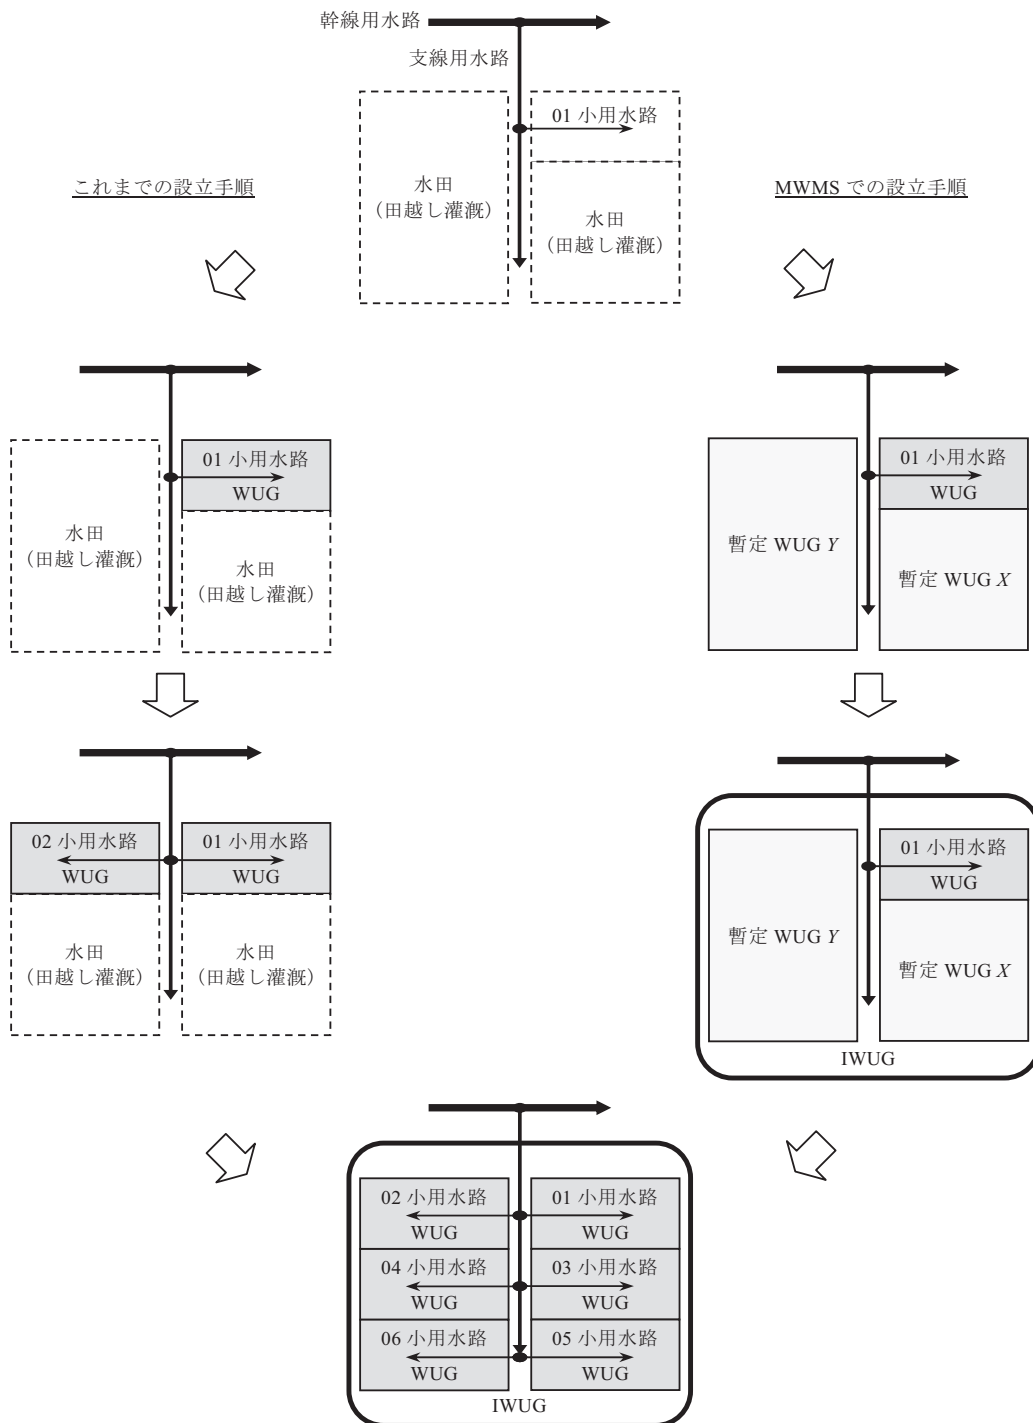 幹線用水路
支線用水路
01 小用水路
水田
（田越し灌漑）
水田
（田越し灌漑）
これまでの設立手順
MWMS での設立手順
01 小用水路
WUG
水田
（田越し灌漑）
水田
（田越し灌漑）
01 小用水路
WUG
暫定 WUG Y
暫定 WUG X
02 小用水路
WUG
01 小用水路
WUG
水田
（田越し灌漑）
水田
（田越し灌漑）
01 小用水路
WUG
暫定 WUG Y
暫定 WUG X
IWUG
02 小用水路
WUG
01 小用水路
WUG
04 小用水路
WUG
03 小用水路
WUG
06 小用水路
WUG
05 小用水路
WUG
IWUG